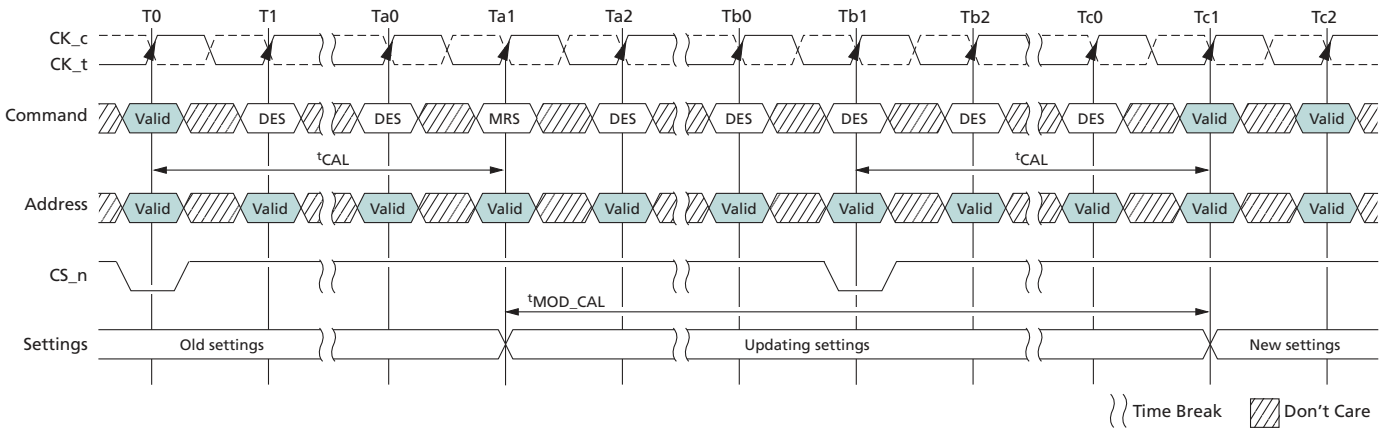 T0 T1 Ta0 Ta1 Ta2 Tb0 Tb1 Tb2 Tc0 Tc1 Tc2
CK_c
CK_t
Command Valid DES DES MRS DES DES DES DES DES Valid Valid
tCAL tCAL
Address Valid Valid Valid Valid Valid Valid Valid Valid Valid Valid Valid
CS_n
tMOD_CAL
Settings Old settings Updating settings New settings
Time Break Don't Care